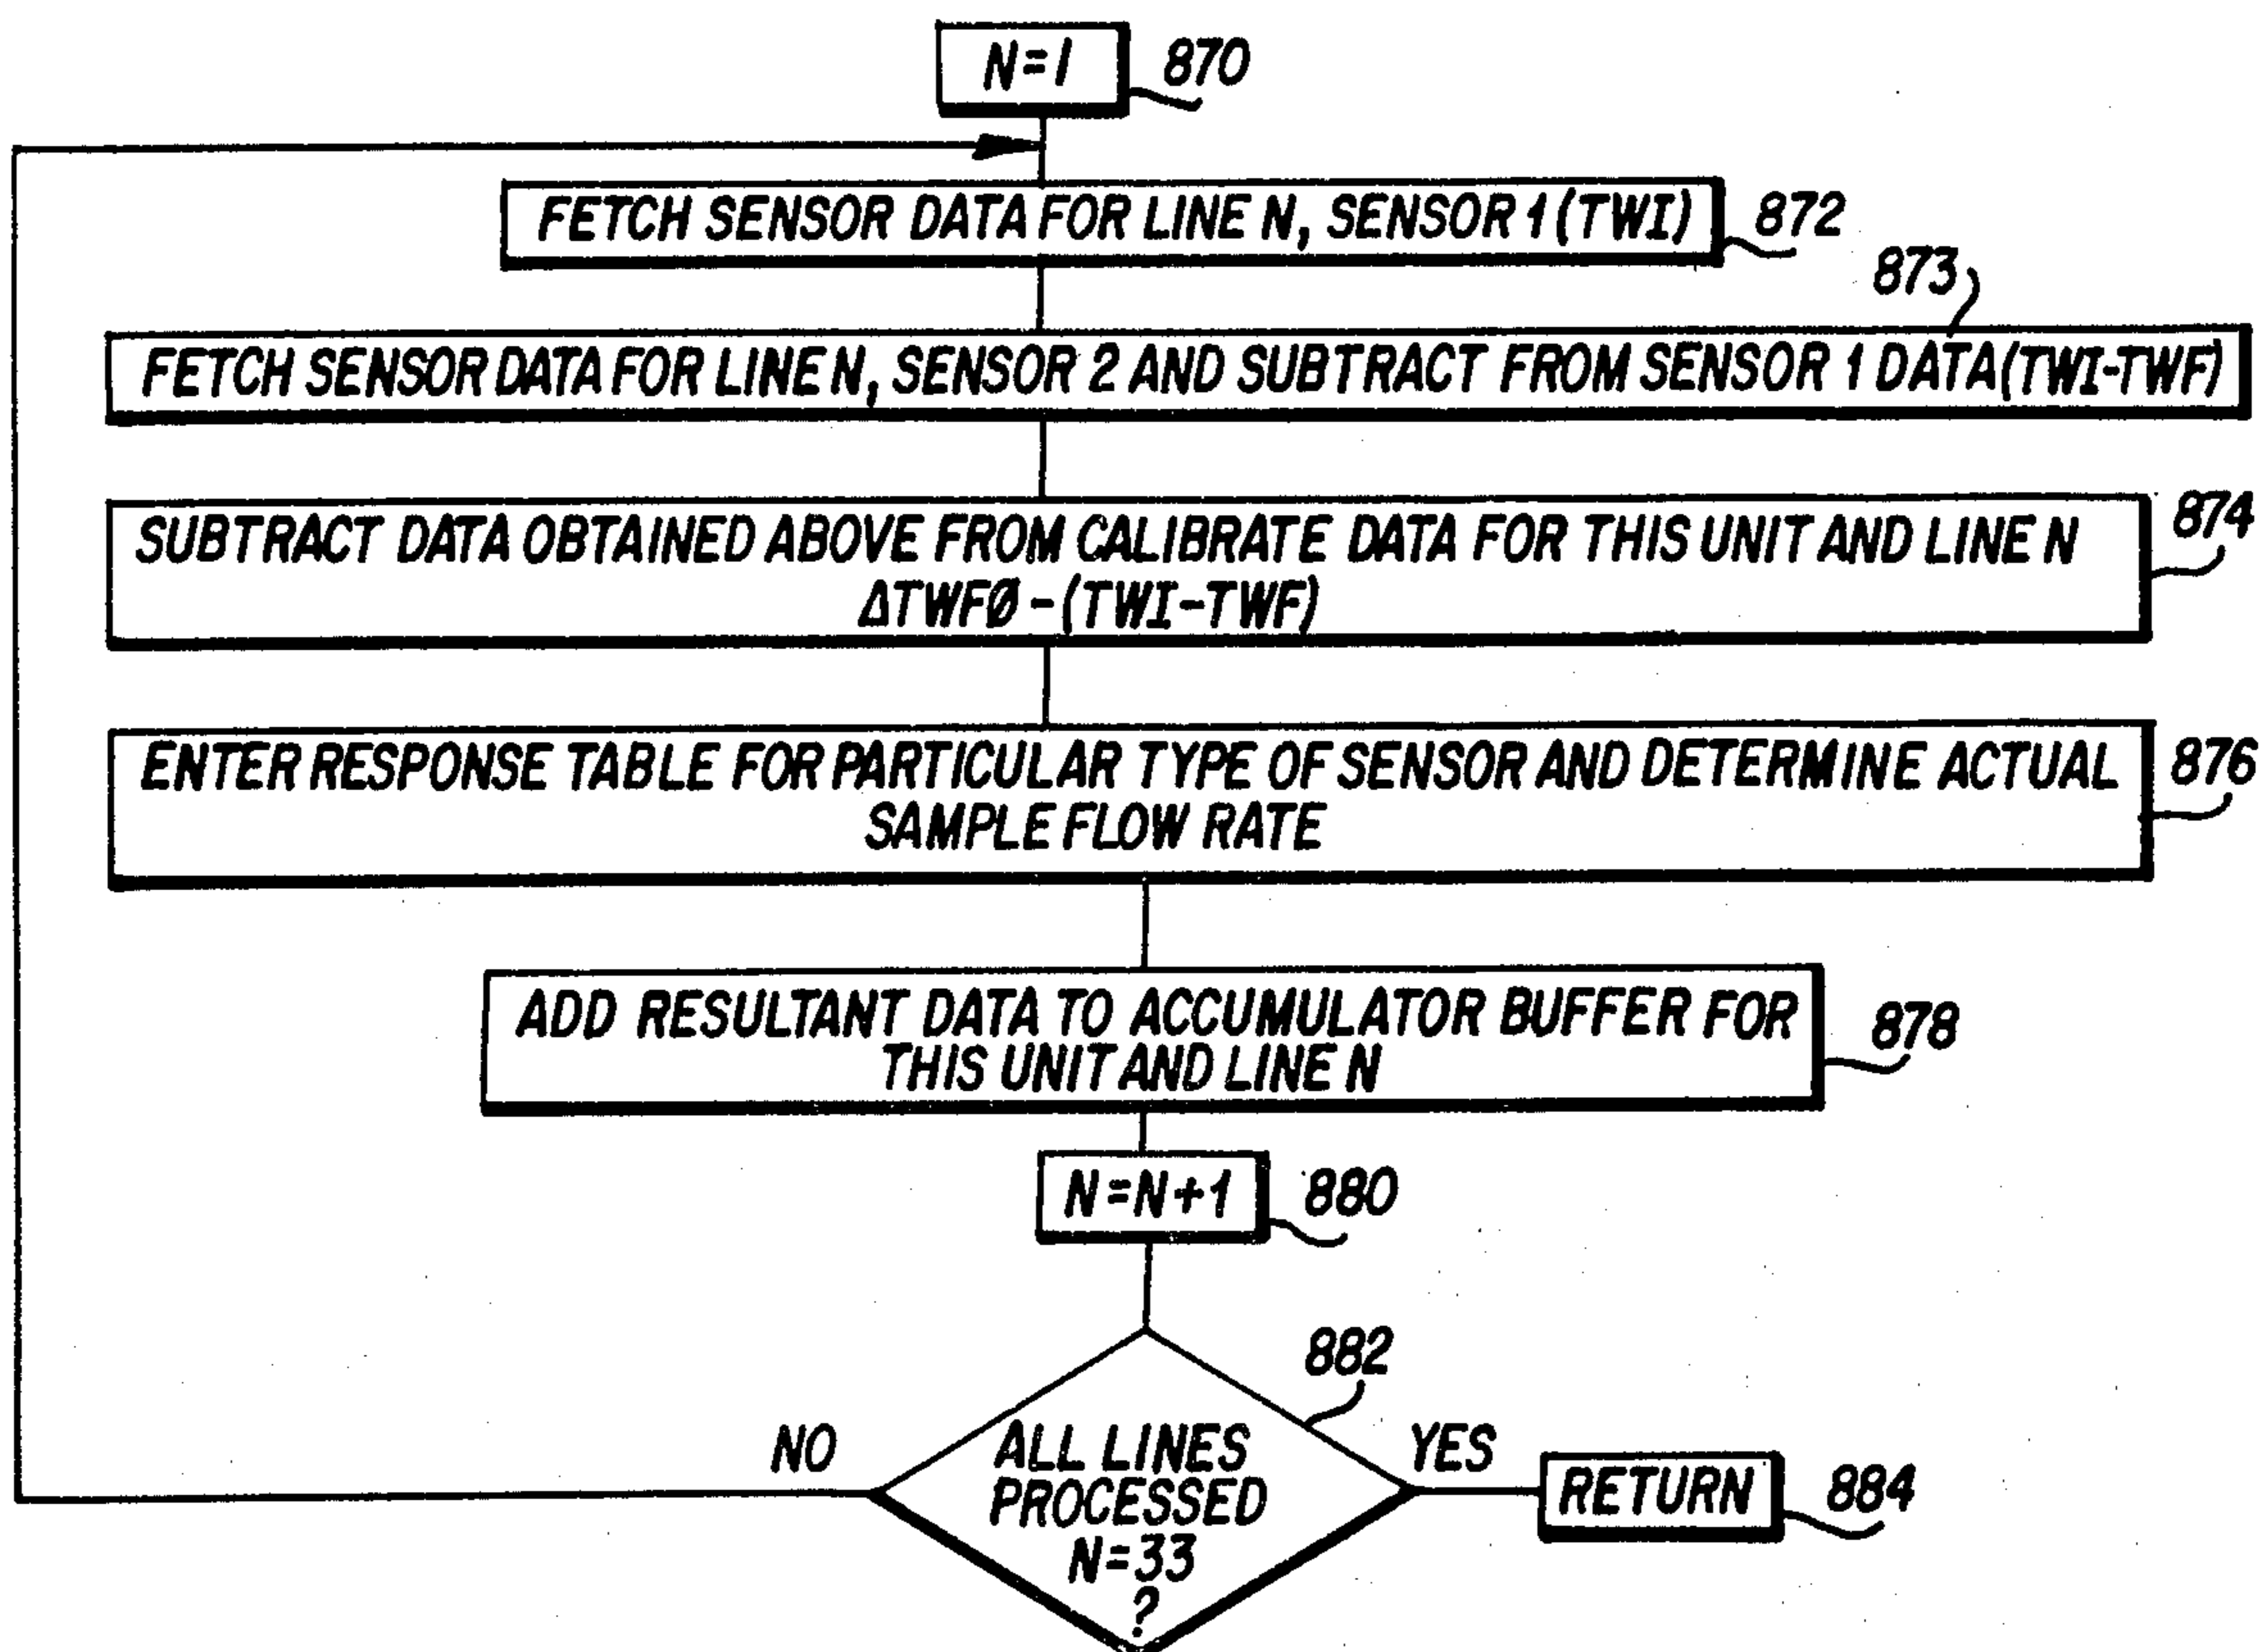 N=1
870
FETCH SENSOR DATA FOR LINE N, SENSOR 1 (TWI)
872
873
FETCH SENSOR DATA FOR LINE N, SENSOR 2 AND SUBTRACT FROM SENSOR 1 DATA (TWI-TWF)
SUBTRACT DATA OBTAINED ABOVE FROM CALIBRATE DATA FOR THIS UNIT AND LINE N
874
ΔTWFØ-(TWI-TWF)
ENTER RESPONSE TABLE FOR PARTICULAR TYPE OF SENSOR AND DETERMINE ACTUAL
876
SAMPLE FLOW RATE
ADD RESULTANT DATA TO ACCUMULATOR BUFFER FOR
878
THIS UNIT AND LINE N
N=N+1
880
882
NO
YES
ALL LINES
PROCESSED
N=33
?
RETURN
884